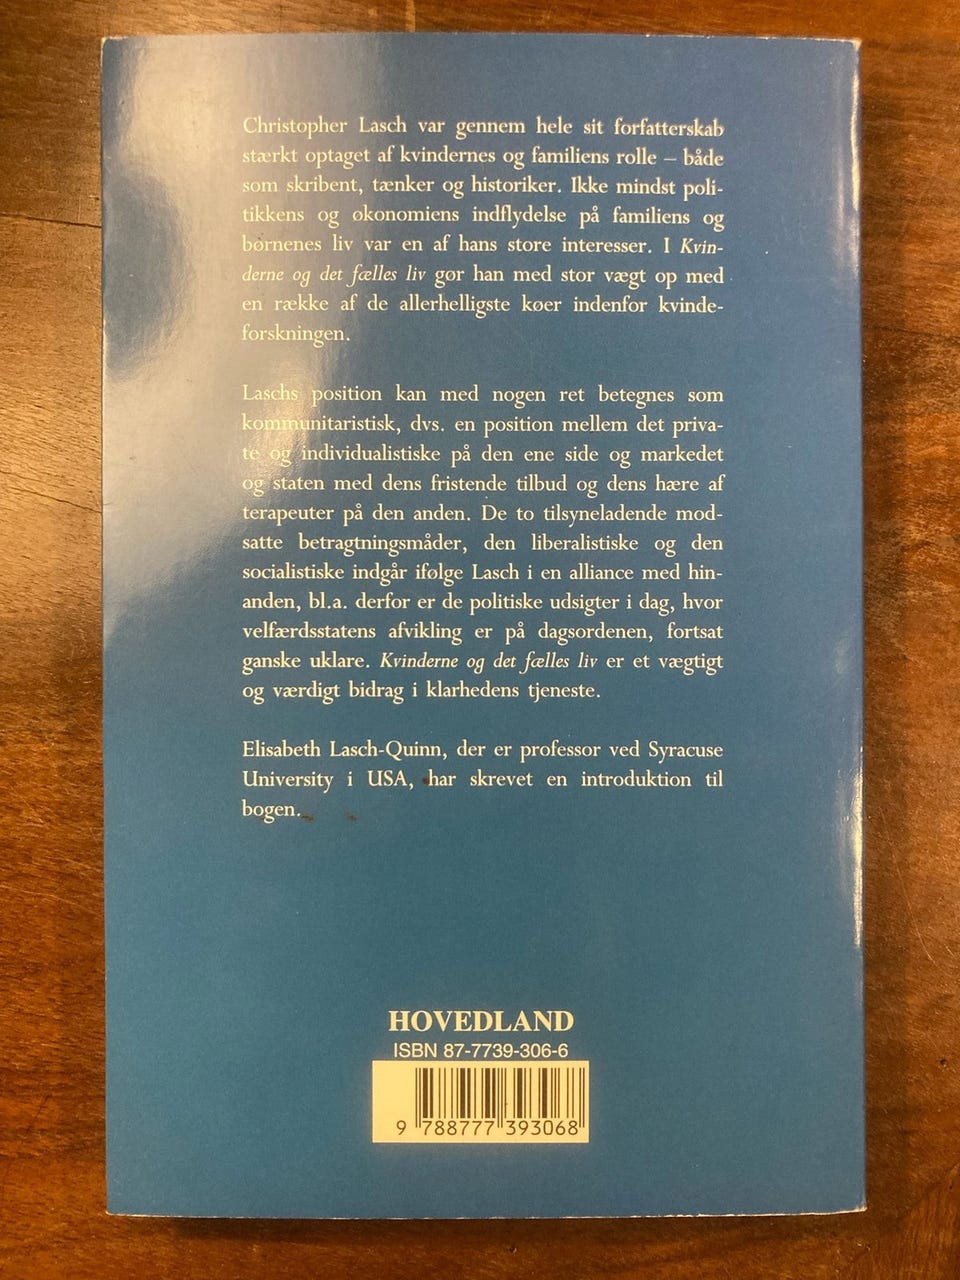 Christopher Lasch var gennem hele sit forfatterskab
stærkt optaget af kvindernes og familiens rolle – både
som skribent, tænker og historiker. Ikke mindst poli-
tikkens og økonomiens indflydelse på familiens og
børnenes liv var en af hans store interesser. I Kvin-
derne og det fælles liv gør han med stor vægt op med
en række af de allerhelligste køer indenfor kvinde-
forskningen.
Laschs position kan med nogen ret betegnes som
kommunitaristisk, dvs. en position mellem det priva-
te og individualistiske på den ene side og markedet
og staten med dens fristende tilbud og dens hære af
terapeuter på den anden. De to tilsyneladende mod-
satte betragtningsmåder, den liberalistiske og den
socialistiske indgår ifølge Lasch i en alliance med hin-
anden, bl.a. derfor er de politiske udsigter i dag, hvor
velfærdsstatens afvikling er på dagsordenen, fortsat
ganske uklare. Kvinderne og det fælles liv er et vægtigt
og værdigt bidrag i klarhedens tjeneste.
Elisabeth Lasch-Quinn, der er professor ved Syracuse
University i USA, har skrevet en introduktion til
bogen.
HOVEDLAND
ISBN 87-7739-306-6
9 788777 393068